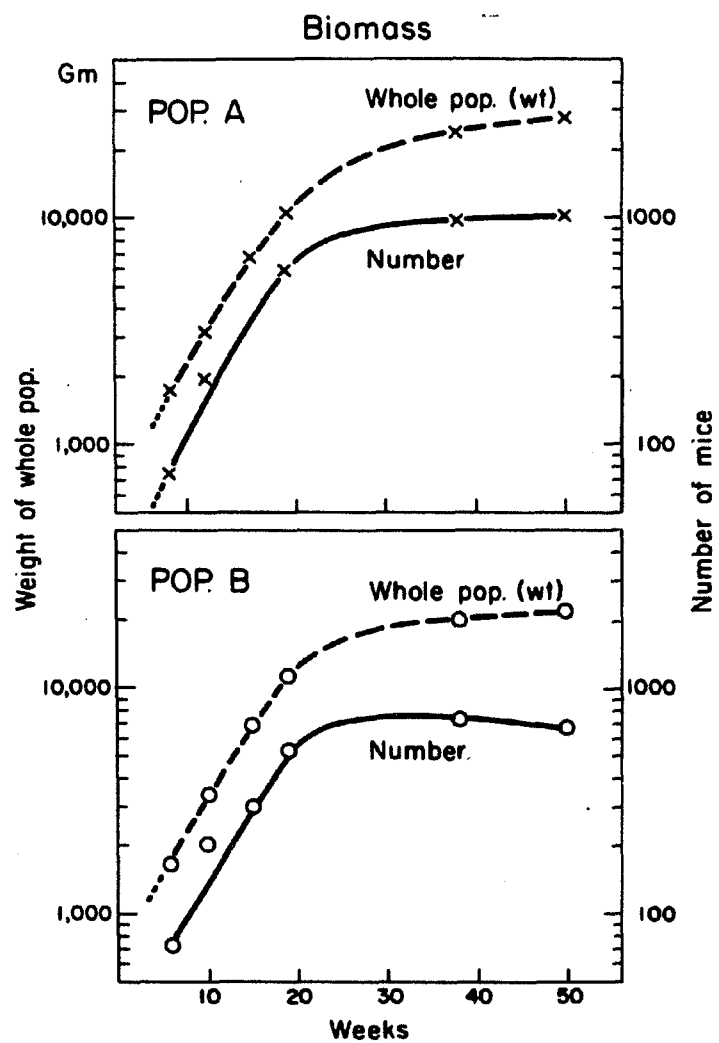 Biomass
Gm
POP. A
Whole pop. (wt)
10,000
1000
Number
1,000
100
Weight of whole pop.
Number of mice
POP. B
Whole pop. (wt)
10,000
1000
Number
1,000
100
10 20 30 40 50
Weeks